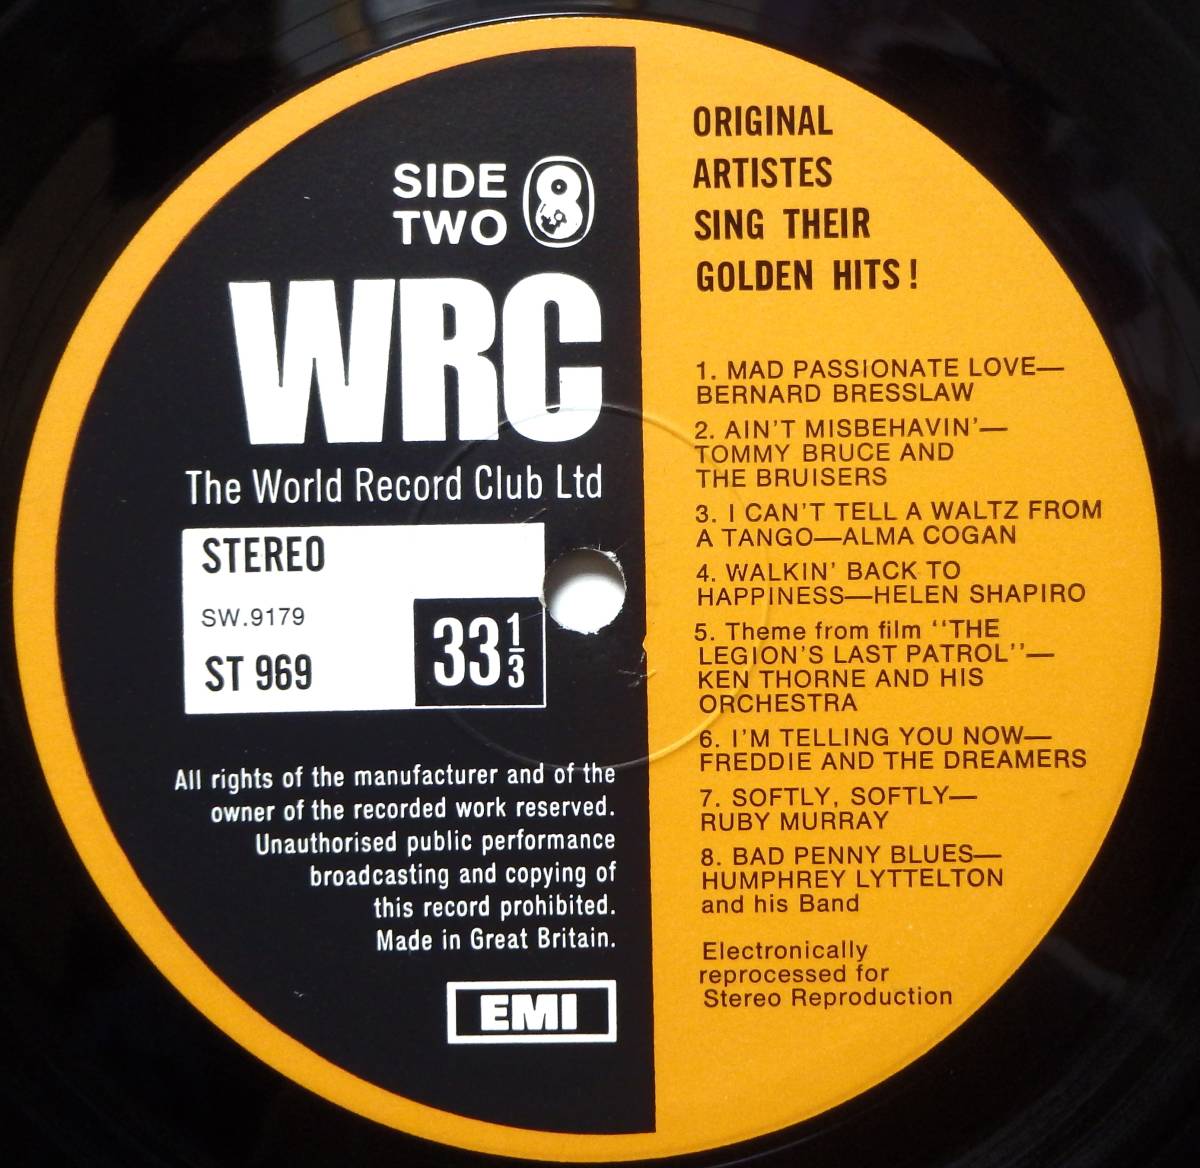 SIDE
TWO
8
WRC
The World Record Club Ltd
STEREO
SW.9179
ST 969
33 1/3
All rights of the manufacturer and of the
owner of the recorded work reserved.
Unauthorised public performance
broadcasting and copying of
this record prohibited.
Made in Great Britain.
EMI
ORIGINAL
ARTISTES
SING THEIR
GOLDEN HITS!
1. MAD PASSIONATE LOVE—
BERNARD BRESSLAW
2. AIN'T MISBEHAVIN'—
TOMMY BRUCE AND
THE BRUISERS
3. I CAN'T TELL A WALTZ FROM
A TANGO—ALMA COGAN
4. WALKIN' BACK TO
HAPPINESS—HELEN SHAPIRO
5. Theme from film "THE
LEGION'S LAST PATROL"—
KEN THORNE AND HIS
ORCHESTRA
6. I'M TELLING YOU NOW—
FREDDIE AND THE DREAMERS
7. SOFTLY, SOFTLY—
RUBY MURRAY
8. BAD PENNY BLUES—
HUMPHREY LYTTELTON
and his Band
Electronically
reprocessed for
Stereo Reproduction